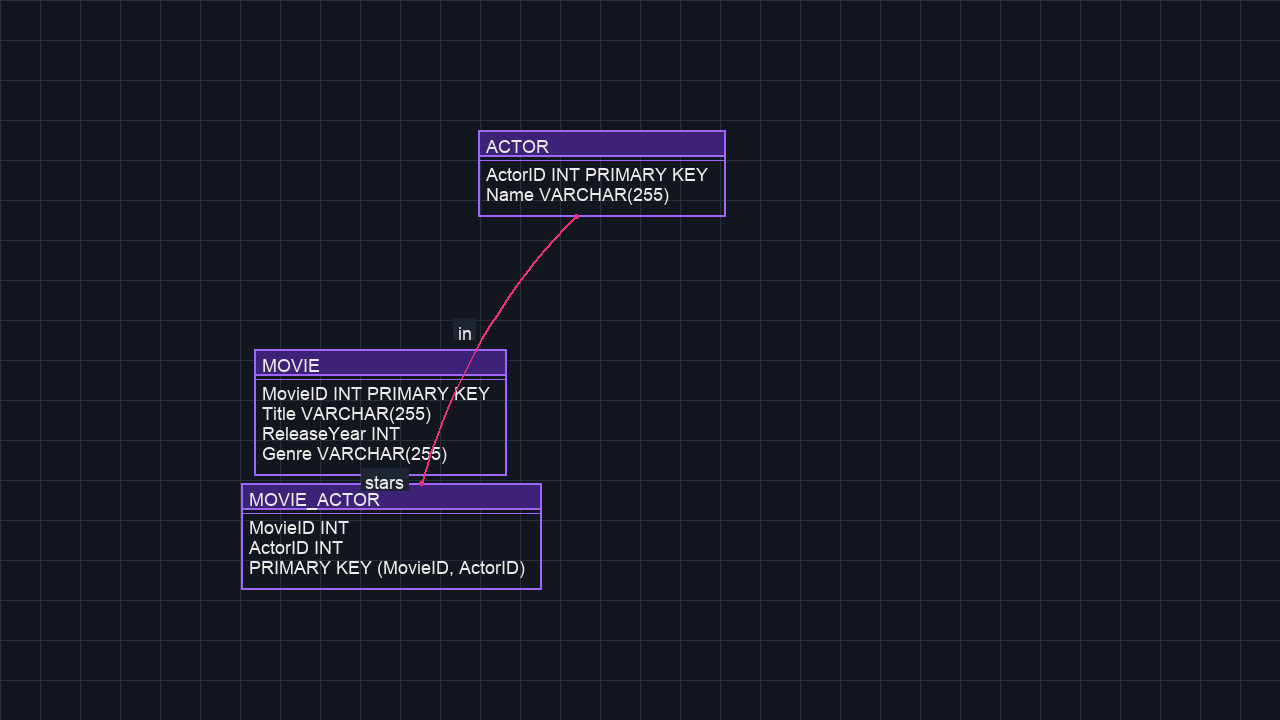 ACTOR
ActorID INT PRIMARY KEY
Name VARCHAR(255)
in
MOVIE
MovieID INT PRIMARY KEY
Title VARCHAR(255)
ReleaseYear INT
Genre VARCHAR(255)
stars
MOVIE_ACTOR
MovieID INT
ActorID INT
PRIMARY KEY (MovieID, ActorID)